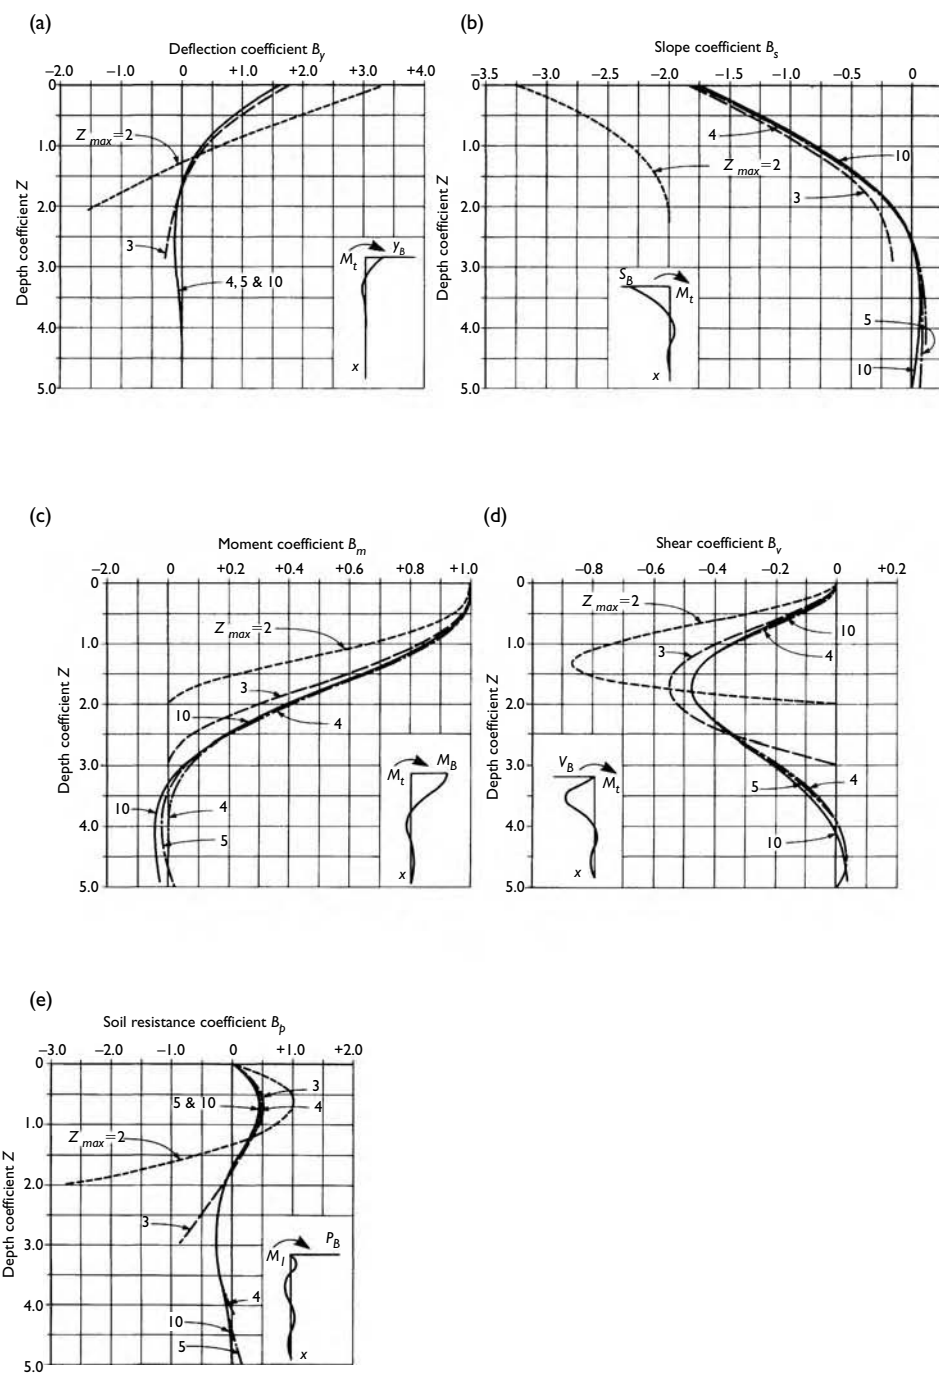 (a)
Deflection coefficient By
–2.0 –1.0 0 +1.0 +2.0 +3.0 +4.0
0
1.0
2.0
3.0
4.0
5.0
Depth coefficient Z
Z max=2
3
4, 5 & 10
Mt
yB
x
(b)
Slope coefficient Bs
–3.5 –3.0 –2.5 –2.0 –1.5 –1.0 –0.5 0
0
1.0
2.0
3.0
4.0
5.0
Depth coefficient Z
4
10
Z max=2
3
5
10
SB
Mt
x
(c)
Moment coefficient Bm
–2.0 0 +0.2 +0.4 +0.6 +0.8 +1.0
0
1.0
2.0
3.0
4.0
5.0
Depth coefficient Z
Z max=2
3
10
4
10
4
5
Mt
MB
x
(d)
Shear coefficient Bv
–0.8 –0.6 –0.4 –0.2 0 +0.2
0
1.0
2.0
3.0
4.0
5.0
Depth coefficient Z
Z max=2
10
3
4
5
4
10
VB
Mt
x
(e)
Soil resistance coefficient Bp
–3.0 –2.0 –1.0 0 +1.0 +2.0
0
1.0
2.0
3.0
4.0
5.0
Depth coefficient Z
3
5 & 10
4
Z max=2
3
4
10
5
MI
PB
x